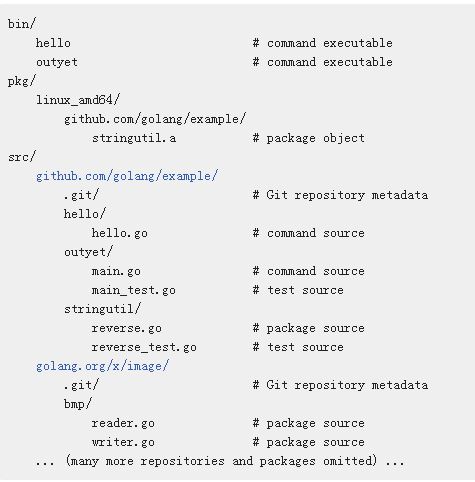 bin/
    hello                          # command executable
    outyet                         # command executable
pkg/
    linux_amd64/
        github.com/golang/example/
            stringutil.a           # package object
src/
    github.com/golang/example/
        .git/                      # Git repository metadata
        hello/
            hello.go               # command source
        outyet/
            main.go                # command source
            main_test.go           # test source
        stringutil/
            reverse.go             # package source
            reverse_test.go        # test source
    golang.org/x/image/
        .git/                      # Git repository metadata
        bmp/
            reader.go              # package source
            writer.go              # package source
    ... (many more repositories and packages omitted) ...